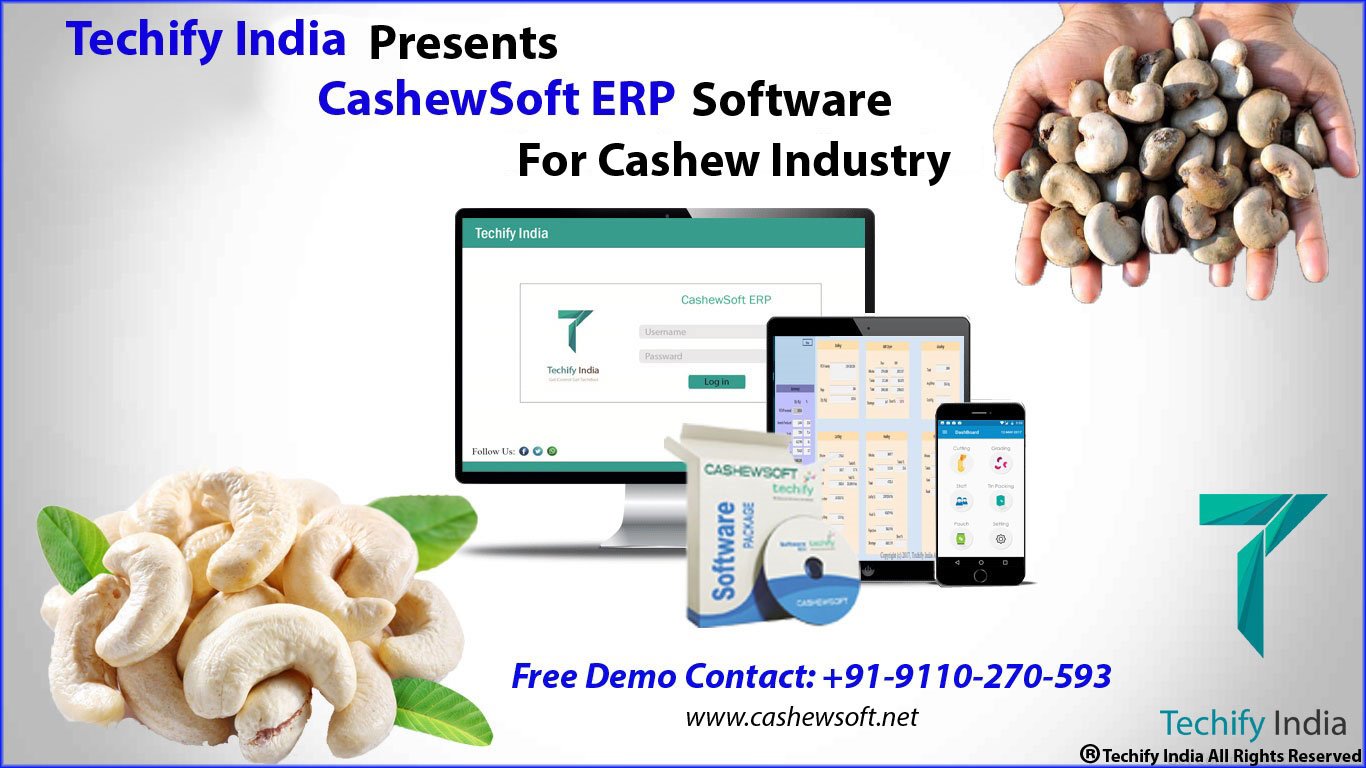 Techify India Presents
CashewSoft ERP Software
For Cashew Industry
Techify India
CashewSoft ERP
Username
Password
Log in
Techify India
Follow Us:
DashBoard
Cutting
Grading
Staff
Tin Packing
Pouch
Setting
CASHEWSOFT
techify
Software
PACKAGE
CASHEWSOFT
Free Demo Contact: +91-9110-270-593
www.cashewsoft.net
Techify India
®Techify India All Rights Reserved